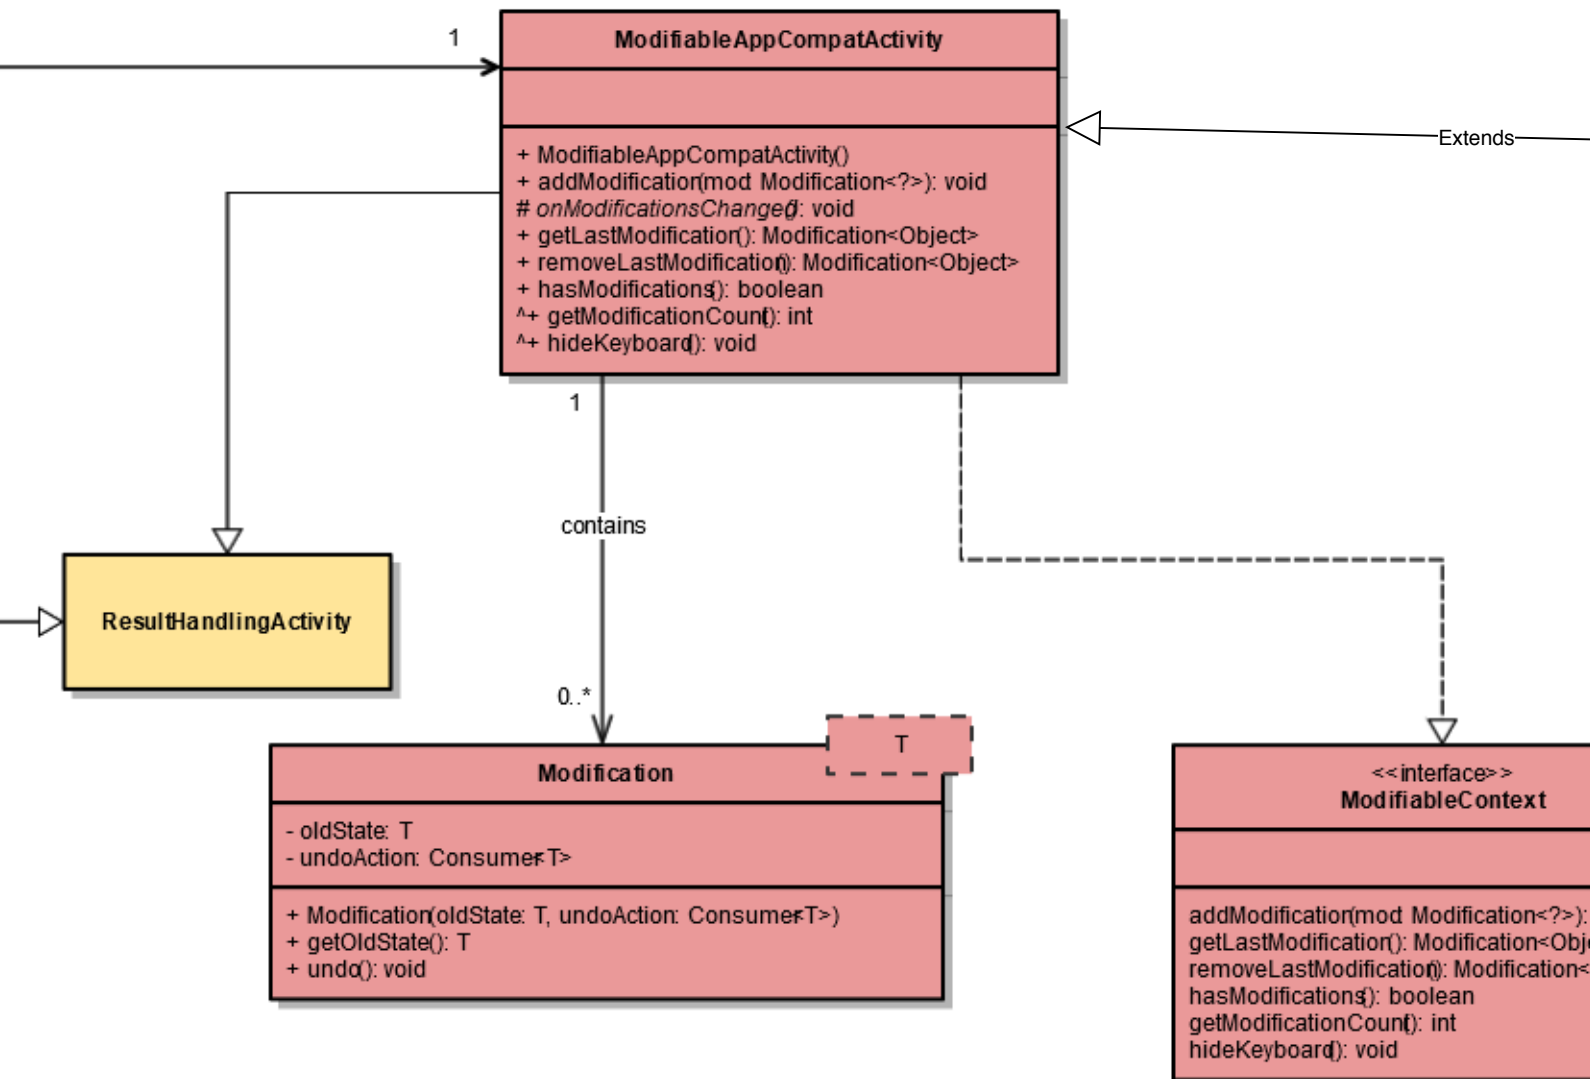 1
ModifiableAppCompatActivity
+ ModifiableAppCompatActivity()
+ addModification(mod: Modification<?>): void
# onModificationsChanged(): void
+ getLastModification(): Modification<Object>
+ removeLastModification(): Modification<Object>
+ hasModifications(): boolean
^+ getModificationCount(): int
^+ hideKeyboard(): void
Extends
1
contains
0..*
ResultHandlingActivity
T
Modification
- oldState: T
- undoAction: Consumer<T>
+ Modification(oldState: T, undoAction: Consumer<T>)
+ getOldState(): T
+ undo(): void
<<interface>>
ModifiableContext
addModification(mod: Modification<?>):
getLastModification(): Modification<Obj
removeLastModification(): Modification<
hasModifications(): boolean
getModificationCount(): int
hideKeyboard(): void